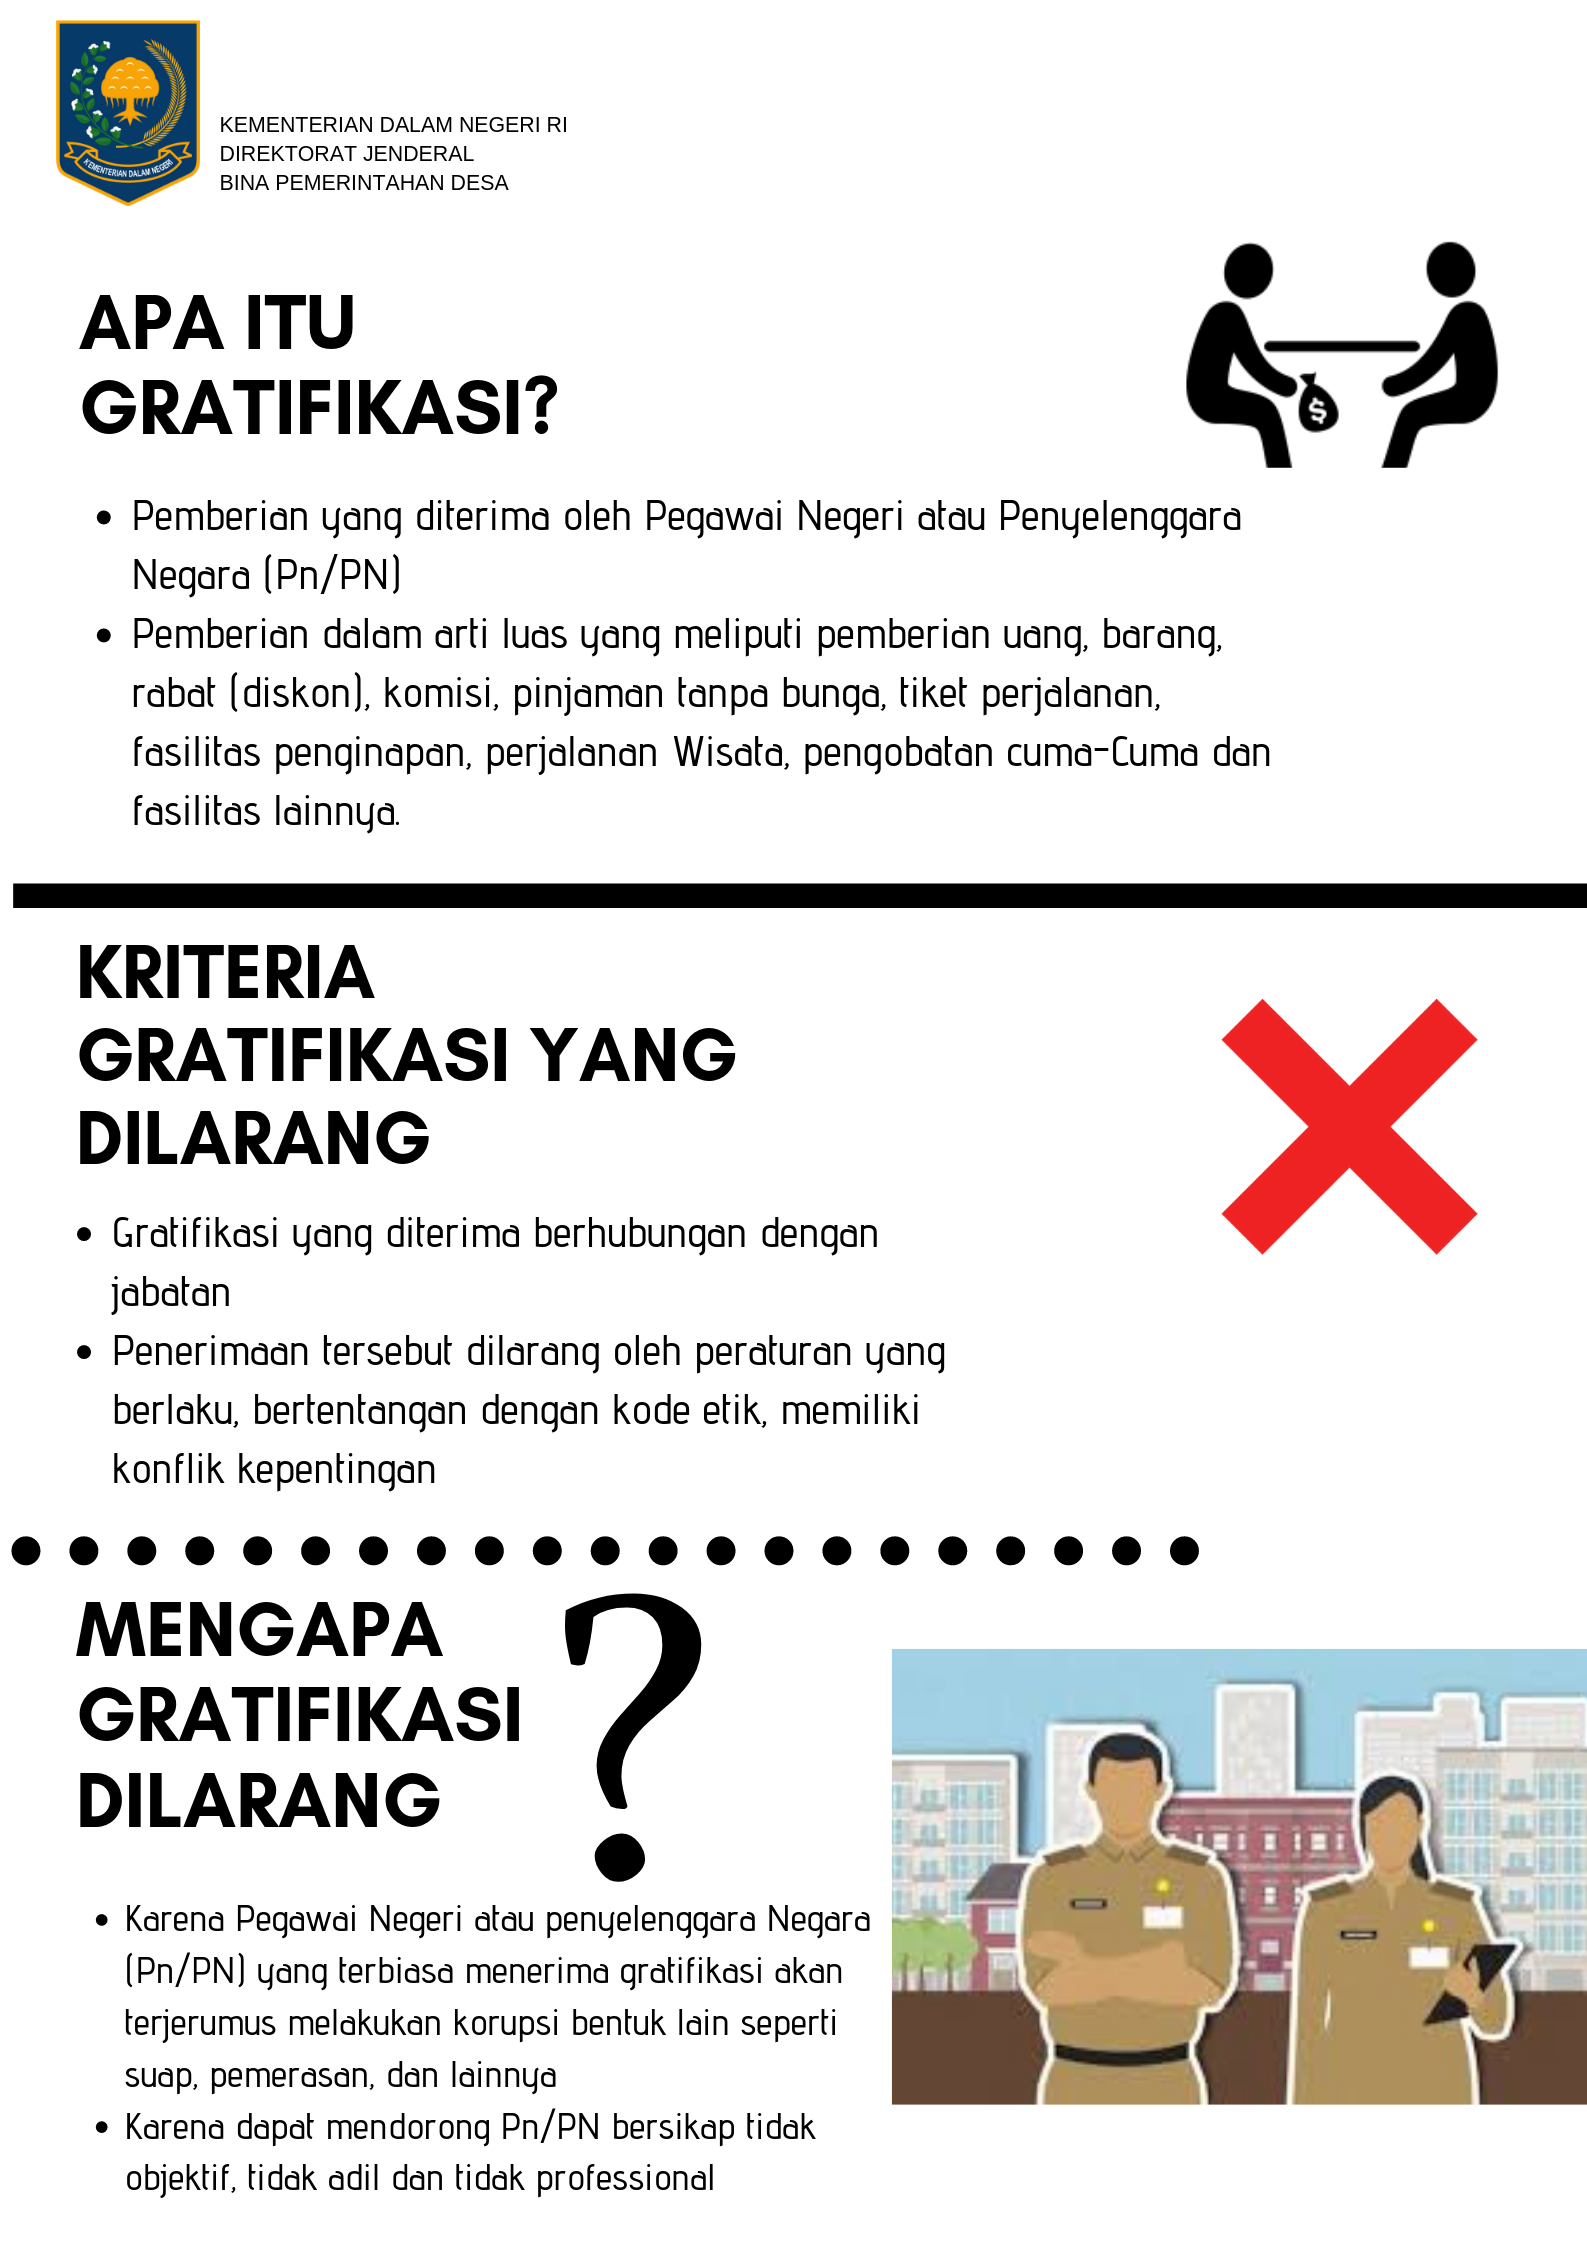 KEMENTERIAN DALAM NEGERI
KEMENTERIAN DALAM NEGERI RI
DIREKTORAT JENDERAL
BINA PEMERINTAHAN DESA
APA ITU
GRATIFIKASI?
$
• Pemberian yang diterima oleh Pegawai Negeri atau Penyelenggara
Negara (Pn/PN)
• Pemberian dalam arti luas yang meliputi pemberian uang, barang,
rabat (diskon), komisi, pinjaman tanpa bunga, tiket perjalanan,
fasilitas penginapan, perjalanan Wisata, pengobatan cuma-Cuma dan
fasilitas lainnya.
KRITERIA
GRATIFIKASI YANG
DILARANG
• Gratifikasi yang diterima berhubungan dengan
jabatan
• Penerimaan tersebut dilarang oleh peraturan yang
berlaku, bertentangan dengan kode etik, memiliki
konflik kepentingan
MENGAPA
GRATIFIKASI
DILARANG
?
• Karena Pegawai Negeri atau penyelenggara Negara
(Pn/PN) yang terbiasa menerima gratifikasi akan
terjerumus melakukan korupsi bentuk lain seperti
suap, pemerasan, dan lainnya
• Karena dapat mendorong Pn/PN bersikap tidak
objektif, tidak adil dan tidak professional